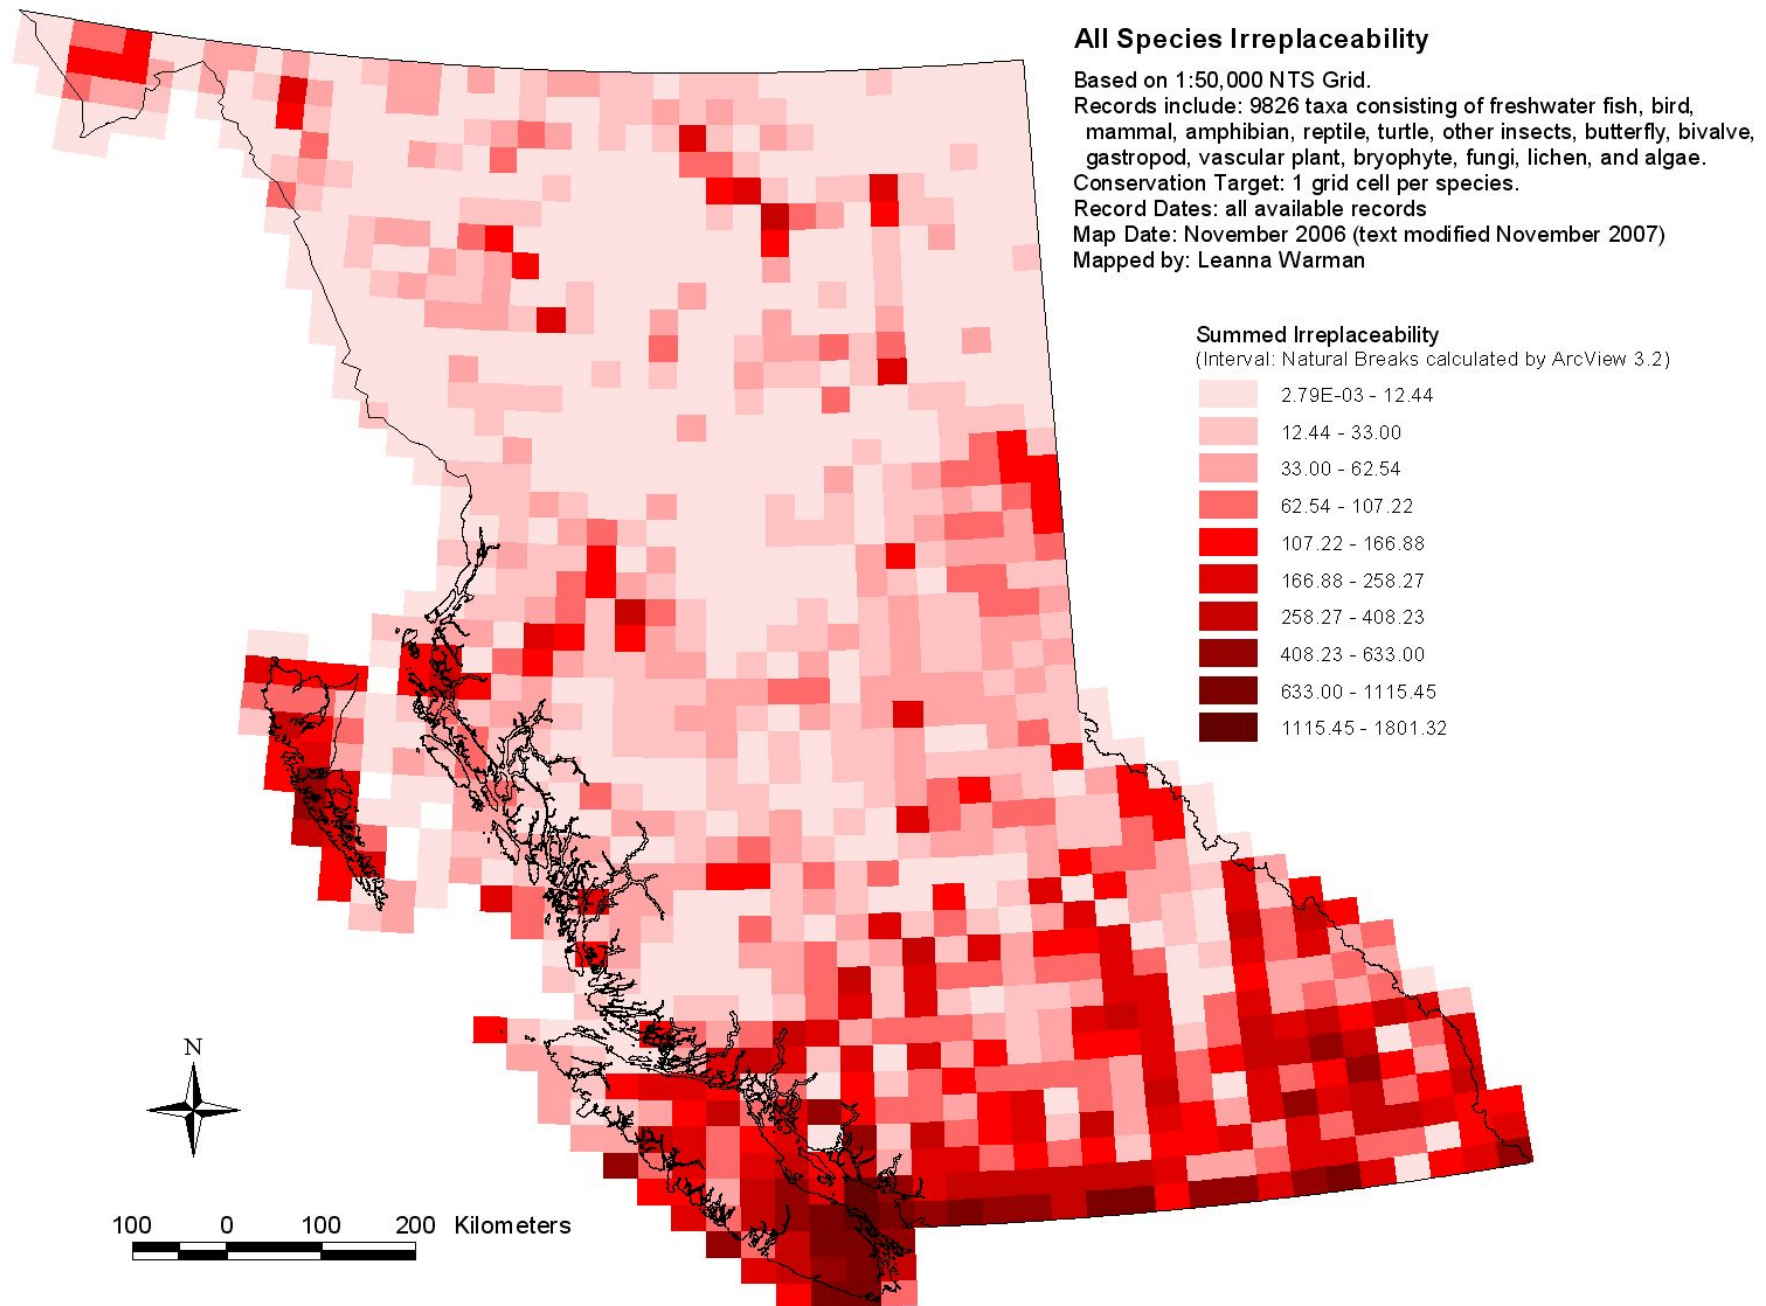 All Species Irreplaceability
Based on 1:50,000 NTS Grid.
Records include: 9826 taxa consisting of freshwater fish, bird,
mammal, amphibian, reptile, turtle, other insects, butterfly, bivalve,
gastropod, vascular plant, bryophyte, fungi, lichen, and algae.
Conservation Target: 1 grid cell per species.
Record Dates: all available records
Map Date: November 2006 (text modified November 2007)
Mapped by: Leanna Warman
Summed Irreplaceability
(Interval: Natural Breaks calculated by ArcView 3.2)
2.79E-03 - 12.44
12.44 - 33.00
33.00 - 62.54
62.54 - 107.22
107.22 - 166.88
166.88 - 258.27
258.27 - 408.23
408.23 - 633.00
633.00 - 1115.45
1115.45 - 1801.32
N
100 0 100 200 Kilometers